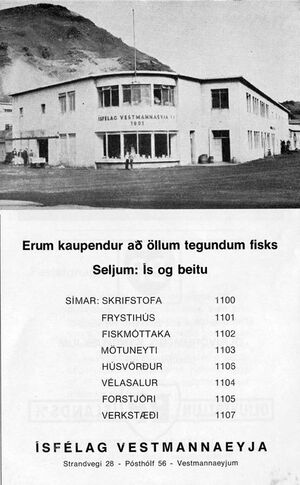 ÍSFÉLAG VESTMANNAEYJA H.F.
1901
Erum kaupendur að öllum tegundum fisks
Seljum: Ís og beitu
SÍMAR: SKRIFSTOFA 1100
FRYSTIHÚS 1101
FISKMÓTTAKA 1102
MÖTUNEYTI 1103
HÚSVÖRÐUR 1106
VÉLASALUR 1104
FORSTJÓRI 1105
VERKSTÆÐI 1107
ÍSFÉLAG VESTMANNAEYJA
Strandvegi 28 - Pósthólf 56 - Vestmannaeyjum